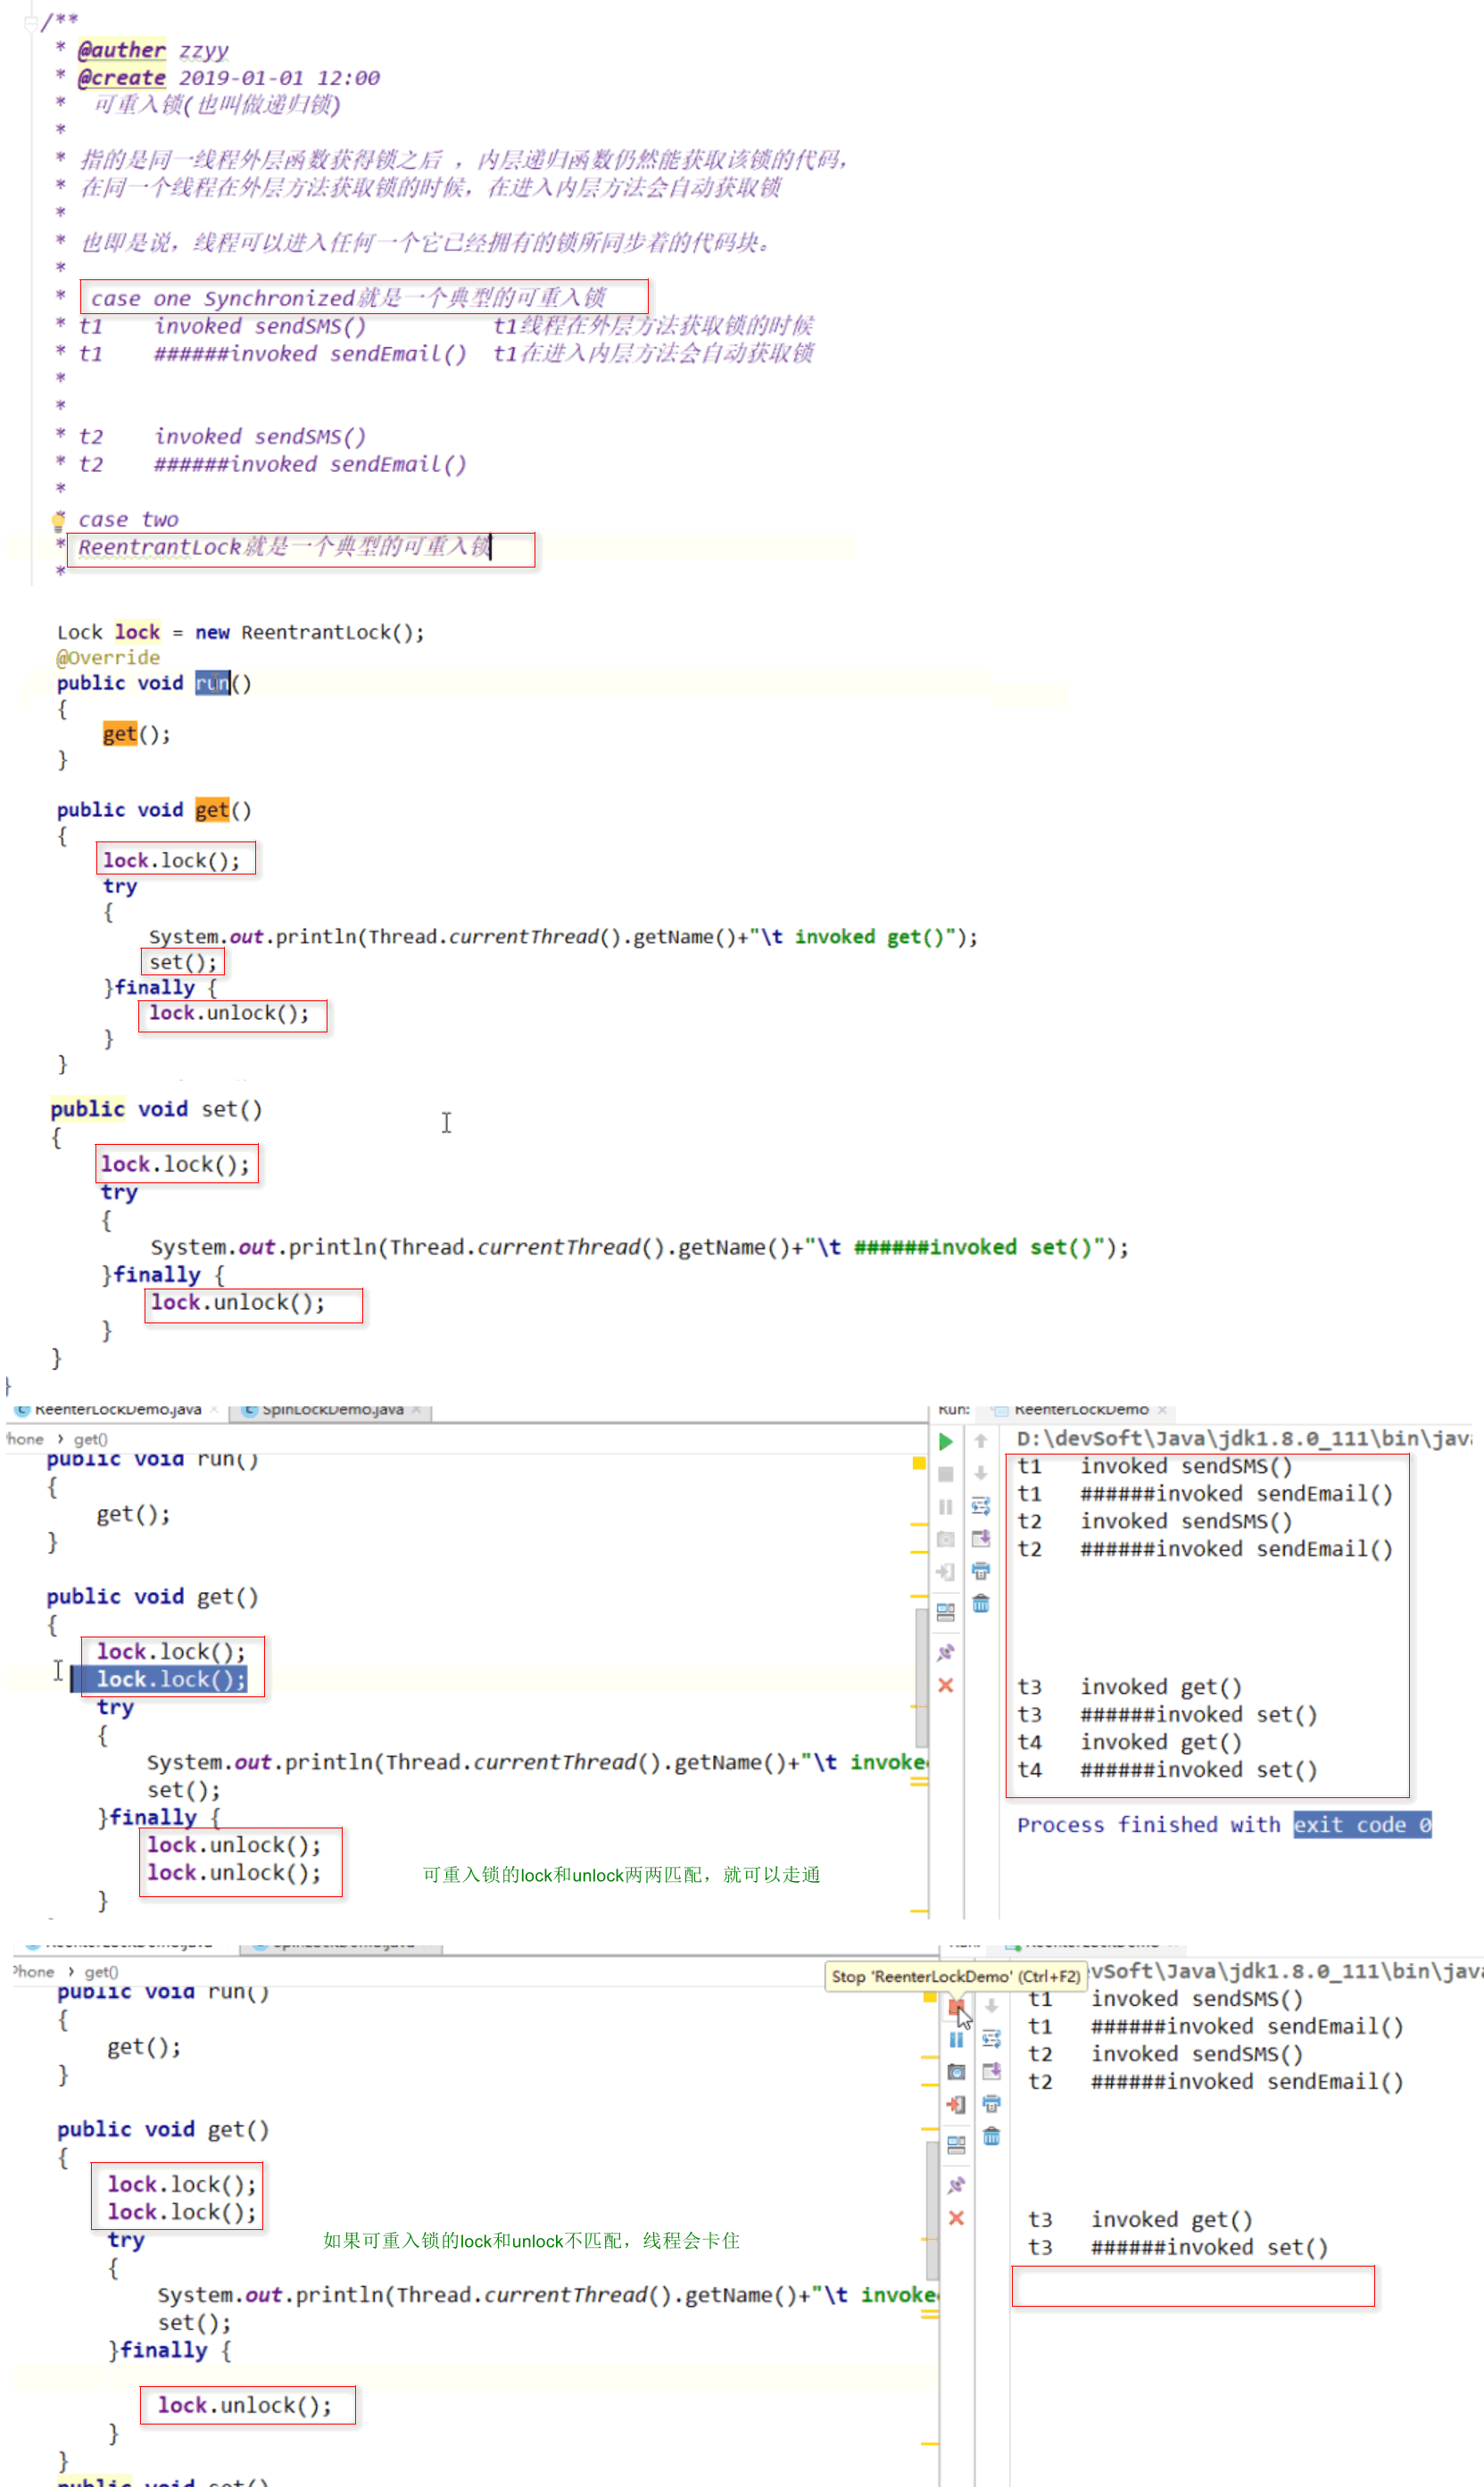 /**
* @auther zzyy
* @create 2019-01-01 12:00
* 可重入锁(也叫做递归锁)
*
* 指的是同一线程外层函数获得锁之后 ，内层递归函数仍然能获取该锁的代码，
* 在同一个线程在外层方法获取锁的时候，在进入内层方法会自动获取锁
*
* 也即是说，线程可以进入任何一个它已经拥有的锁所同步着的代码块。
*
* case one Synchronized就是一个典型的可重入锁
* t1 invoked sendSMS() t1线程在外层方法获取锁的时候
* t1 ######invoked sendEmail() t1在进入内层方法会自动获取锁
*
*
* t2 invoked sendSMS()
* t2 ######invoked sendEmail()
*
* case two
* ReentrantLock就是一个典型的可重入锁
*
Lock lock = new ReentrantLock();
@Override
public void run()
{
get();
}
public void get()
{
lock.lock();
try
{
System.out.println(Thread.currentThread().getName()+"\t invoked get()");
set();
}finally {
lock.unlock();
}
}
public void set()
{
lock.lock();
try
{
System.out.println(Thread.currentThread().getName()+"\t ######invoked set()");
}finally {
lock.unlock();
}
}
}
ReenterLockDemo.java × SpinLockDemo.java ×
hone › get()
public void run()
{
get();
}
public void get()
{
lock.lock();
lock.lock();
try
{
System.out.println(Thread.currentThread().getName()+"\t invoke
set();
}finally {
lock.unlock();
lock.unlock();
可重入锁的lock和unlock两两匹配，就可以走通
}
Run: ReenterLockDemo ×
D:\devSoft\Java\jdk1.8.0_111\bin\java
t1 invoked sendSMS()
t1 ######invoked sendEmail()
t2 invoked sendSMS()
t2 ######invoked sendEmail()
t3 invoked get()
t3 ######invoked set()
t4 invoked get()
t4 ######invoked set()
Process finished with exit code 0
ReenterLockDemo.java SpinLockDemo.java
Phone › get()
public void run()
{
get();
}
public void get()
{
lock.lock();
lock.lock();
try
如果可重入锁的lock和unlock不匹配，线程会卡住
{
System.out.println(Thread.currentThread().getName()+"\t invoke
set();
}finally {
lock.unlock();
}
}
public void set()
Run: ReenterLockDemo
Stop 'ReenterLockDemo' (Ctrl+F2)
vSoft\Java\jdk1.8.0_111\bin\java
t1 invoked sendSMS()
t1 ######invoked sendEmail()
t2 invoked sendSMS()
t2 ######invoked sendEmail()
t3 invoked get()
t3 ######invoked set()